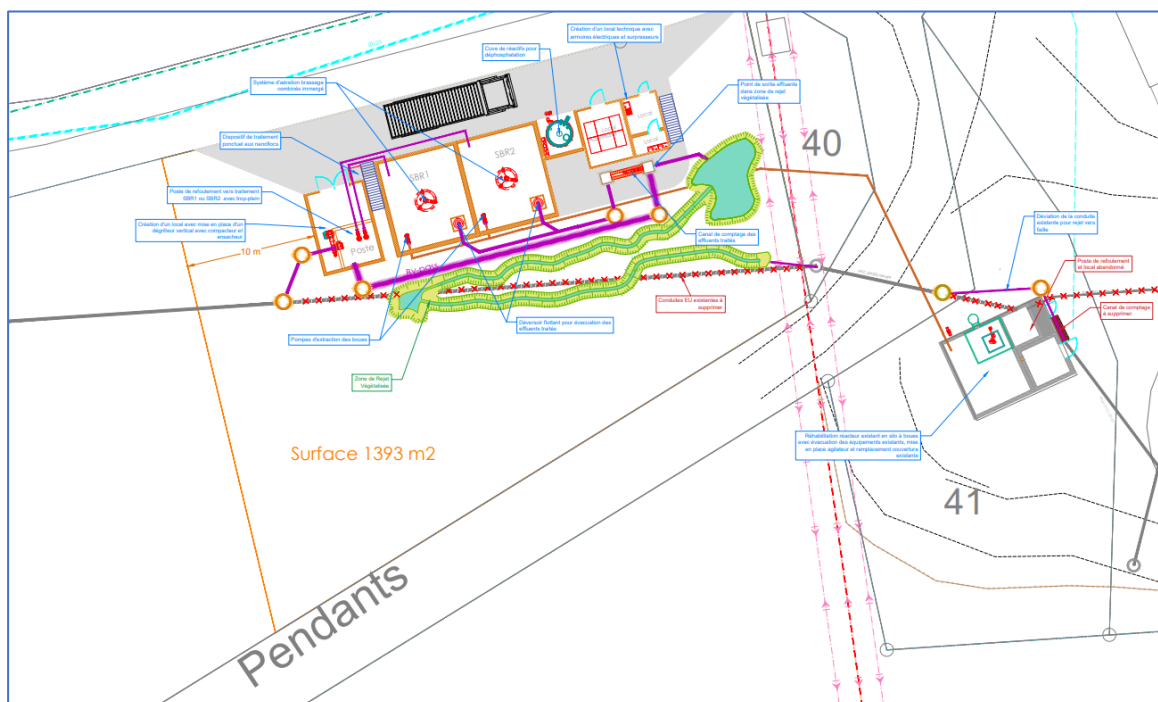 Création d'un local technique avec
armoires électriques et surpresseurs
Cuve de réactifs pour
déphosphatation
Système d'aération brassage
combinés immergé
Point de sortie effluents
dans zone de rejet
végétalisée
Dispositif de traitement
ponctuel aux nanoflocs
Poste de refoulement vers traitement
SBR1 ou SBR2 avec trop-plein
Création d'un local avec mise en place d'un
dégrilleur vertical avec compacteur et
ensacheur
SBR1
SBR2
Local
Local
Poste
BY-PASS
10 m
40
Canal de comptage des
effluents traités
Déviation de la conduite
existante pour rejet vers
faille
Poste de refoulement
et local abandonné
Canal de comptage
à supprimer
Conduites EU existantes à
supprimer
Déversoir flottant pour évacuation des
effluents traités
Pompes d'extraction des boues
Zone de Rejet
Végétalisée
Réhabilitation réacteur existant en silo à boues
avec évacuation des équipements existants, mise
en place agitateur et remplacement couverture
existante
Surface 1393 m2
41
Pendants